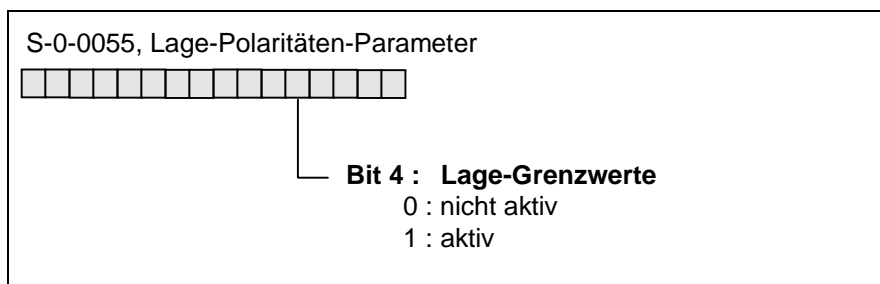 S-0-0055, Lage-Polaritäten-Parameter
Bit 4 : Lage-Grenzwerte
0 : nicht aktiv
1 : aktiv